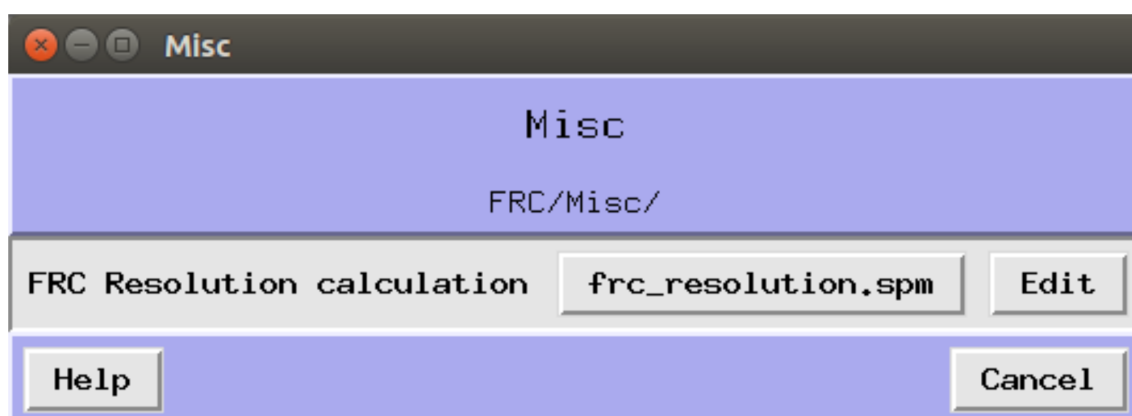 Misc
Misc
FRC/Misc/
FRC Resolution calculation frc_resolution.spm Edit
Help Cancel